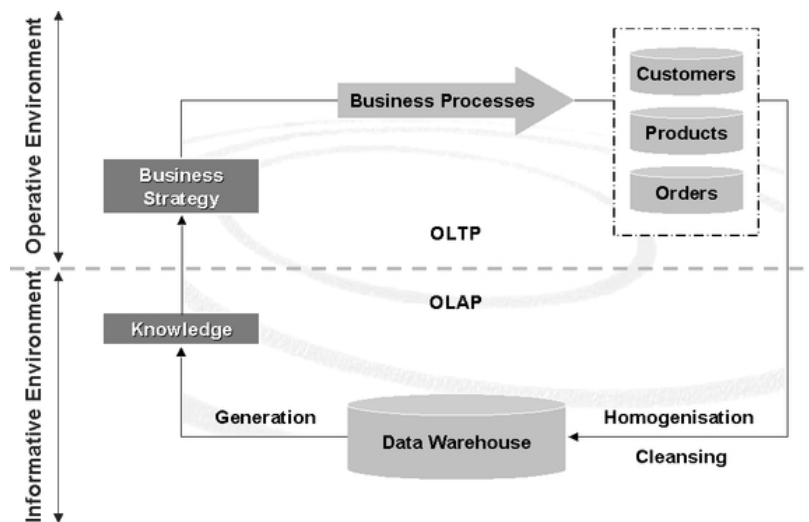 Operative Environment
Customers
Business Processes
Products
Business
Strategy
Orders
OLTP
OLAP
Informative Environment
Knowledge
Generation
Data Warehouse
Homogenisation
Cleansing